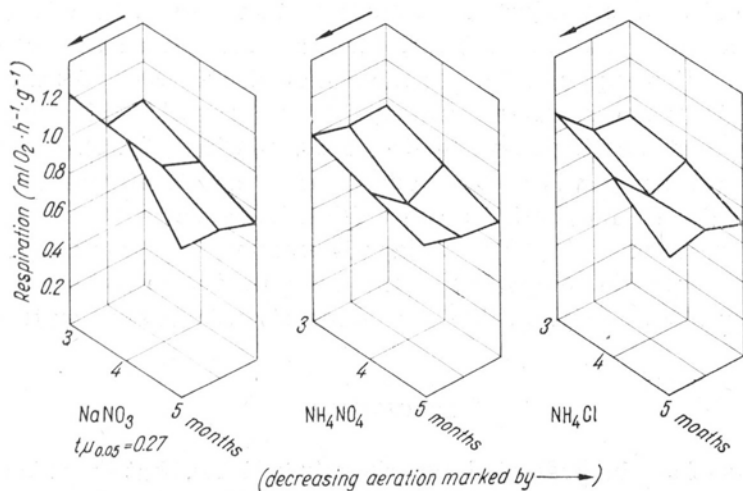 Respiration (ml O₂ · h⁻¹ · g⁻¹)
1.2
1.0
0.8
0.6
0.4
0.2
3
4
5 months
NaNO₃
t,μ₀.₀₅=0.27
3
4
5 months
NH₄NO₄
3
4
5 months
NH₄Cl
(decreasing aeration marked by ⟶)